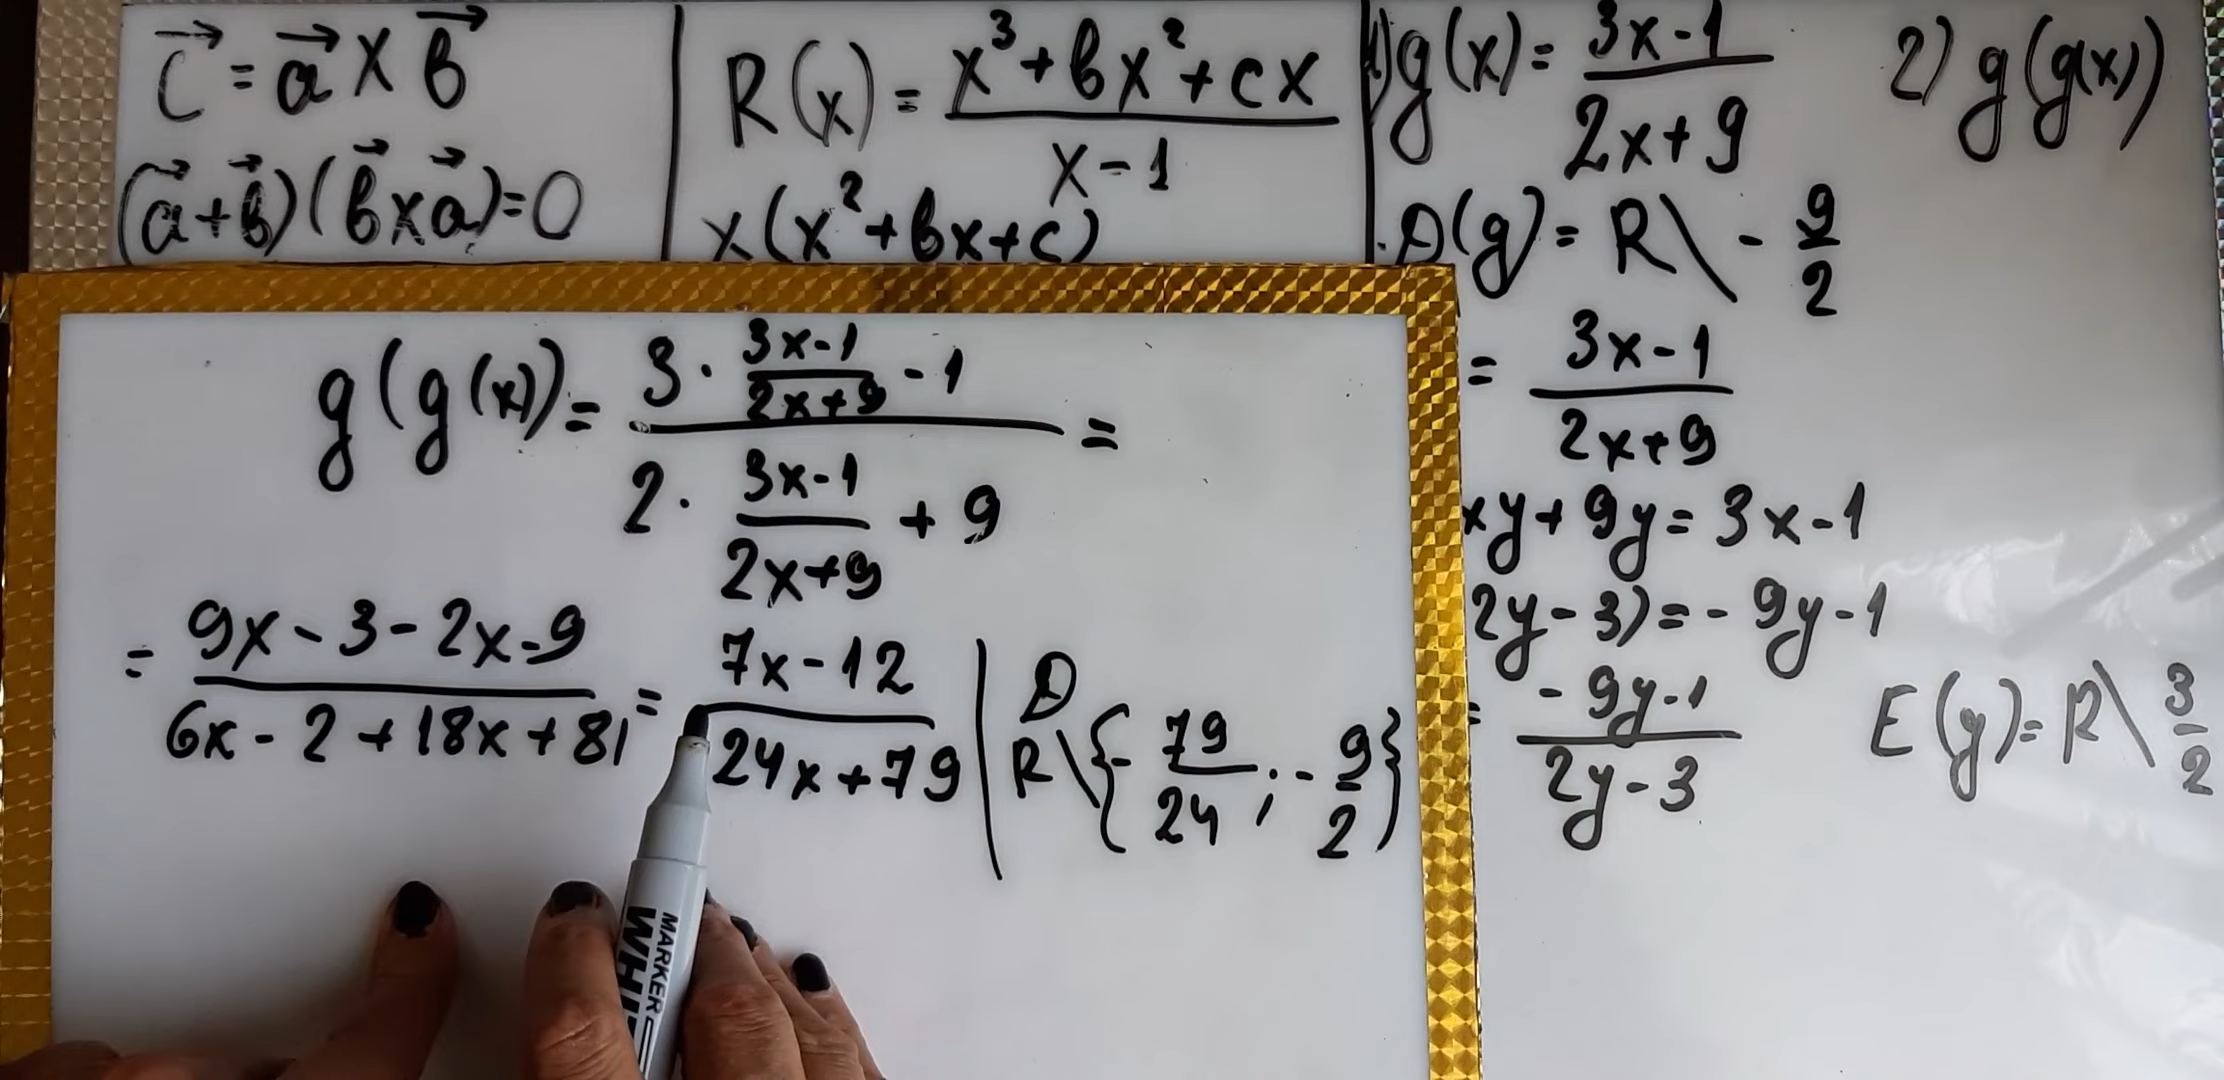 c⃗ = a⃗ × b⃗
(a⃗ + b⃗)(b⃗ × a⃗) = 0
R(x) = (x³ + bx² + cx)/(x - 1)
x(x² + bx + c)
1) g(x) = (3x - 1)/(2x + 9)
2) g(g(x))
D(g) = R \ - 9/2
= (3x - 1)/(2x + 9)
xy + 9y = 3x - 1
2y - 3) = - 9y - 1
= (- 9y - 1)/(2y - 3)
E(y) = R \ 3/2
g(g(x)) = (3 · (3x - 1)/(2x + 9) - 1)/(2 · (3x - 1)/(2x + 9) + 9) =
= (9x - 3 - 2x - 9)/(6x - 2 + 18x + 81) = (7x - 12)/(24x + 79) | D
R \ {- 79/24 ; - 9/2}
MARKER
WHI